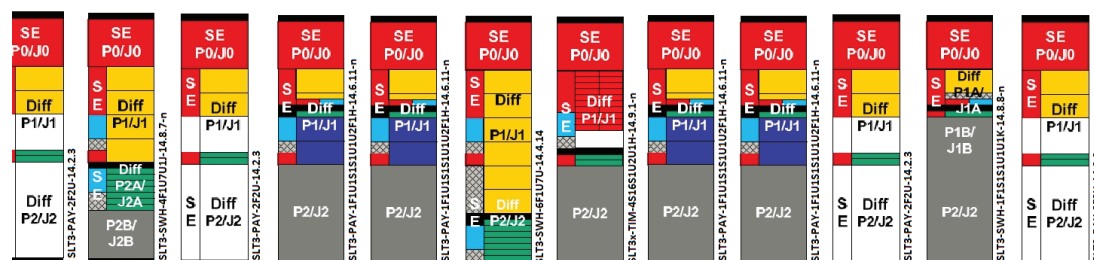 SE
P0/J0
Diff
P1/J1
Diff
P2/J2
SLT3-PAY-2F2U-14.2.3
SE
P0/J0
S
E
Diff
P1/J1
Diff
S
E
P2A/
J2A
P2B/
J2B
SLT3-SWH-4F1U7U1J-14.8.7-n
SE
P0/J0
S
E
Diff
P1/J1
S
E
Diff
P2/J2
SLT3-PAY-2F2U-14.2.3
SE
P0/J0
S
E
Diff
P1/J1
P2/J2
SLT3-PAY-1F1U1S1S1U1U2F1H-14.6.11-n
SE
P0/J0
S
E
Diff
P1/J1
P2/J2
SLT3-PAY-1F1U1S1S1U1U2F1H-14.6.11-n
SE
P0/J0
S
E
Diff
P1/J1
Diff
S
E
P2/J2
SLT3-SWH-6F1U7U-14.4.14
SE
P0/J0
S
E
Diff
P1/J1
P2/J2
SLT3x-TIM-4S16S1U2U1H-14.9.1-n
SE
P0/J0
S
E
Diff
P1/J1
P2/J2
SLT3-PAY-1F1U1S1S1U1U2F1H-14.6.11-n
SE
P0/J0
S
E
Diff
P1/J1
P2/J2
SLT3-PAY-1F1U1S1S1U1U2F1H-14.6.11-n
SE
P0/J0
S
E
Diff
P1/J1
S
E
Diff
P2/J2
SLT3-PAY-2F2U-14.2.3
SE
P0/J0
S
E
Diff
P1A/
J1A
P1B/
J1B
SLT3-SWH-1F1S1S1U1U1K-14.8.8-n
SE
P0/J0
S
E
Diff
P1/J1
S
E
Diff
P2/J2